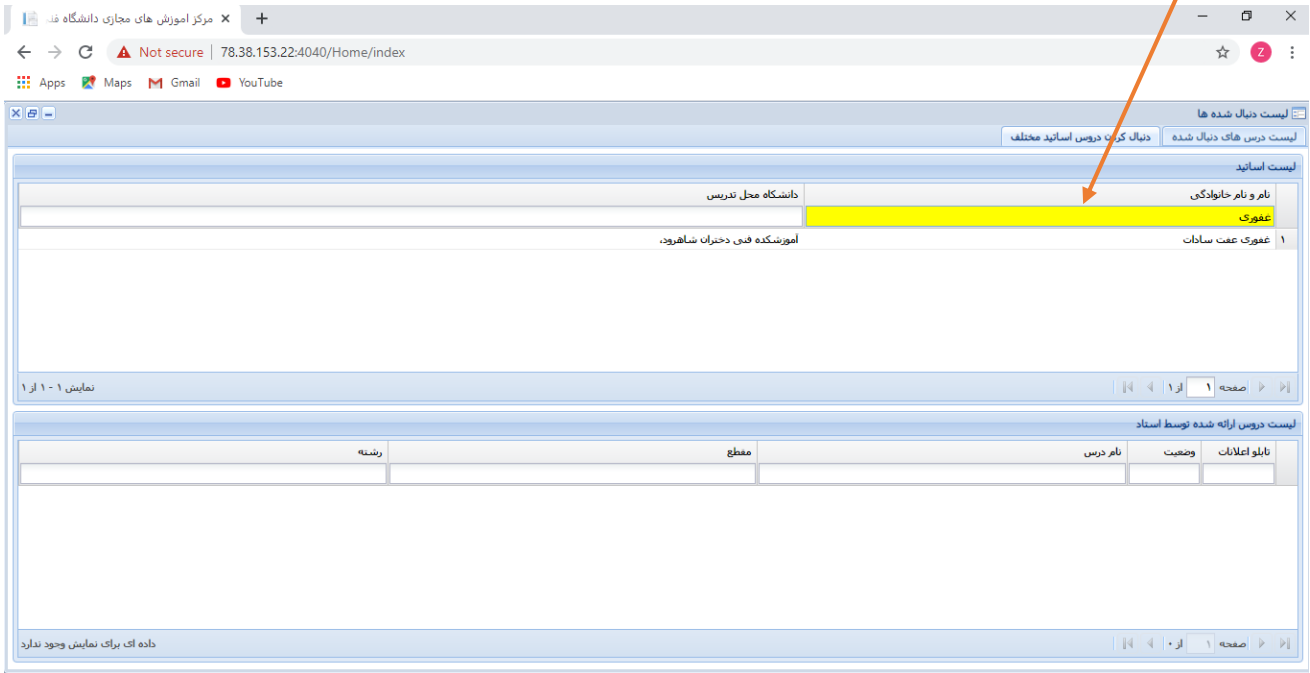 مرکز اموزش های مجازی دانشگاه فنـ
Not secure | 78.38.153.22:4040/Home/index
Z
Apps Maps Gmail YouTube
لیست دنبال شده ها
لیست درس های دنبال شده
دنبال کردن دروس اساتید مختلف
لیست اساتید
نام و نام خانوادگی دانشگاه محل تدریس
غفوری
۱ غفوری عفت سادات آموزشکده فنی دختران شاهرود،
صفحه ۱ از ۱ نمایش ۱ - ۱ از ۱
لیست دروس ارائه شده توسط استاد
تابلو اعلانات وضعیت نام درس مقطع رشته
صفحه ۱ از ۰ داده ای برای نمایش وجود ندارد